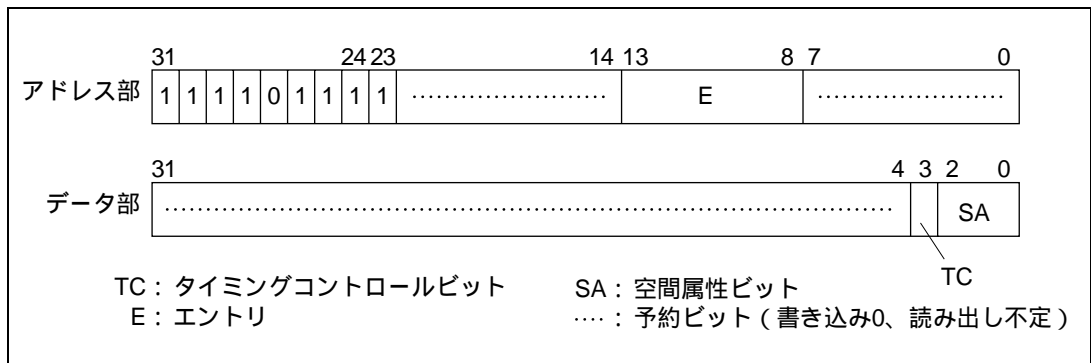 31 24 23 14 13 8 7 0
アドレス部 1 1 1 1 0 1 1 1 1 ........................ E ........................
31 4 3 2 0
データ部 ................................................................................ SA
TC
TC： タイミングコントロールビット SA： 空間属性ビット
E： エントリ ‥‥： 予約ビット（書き込み0、読み出し不定）